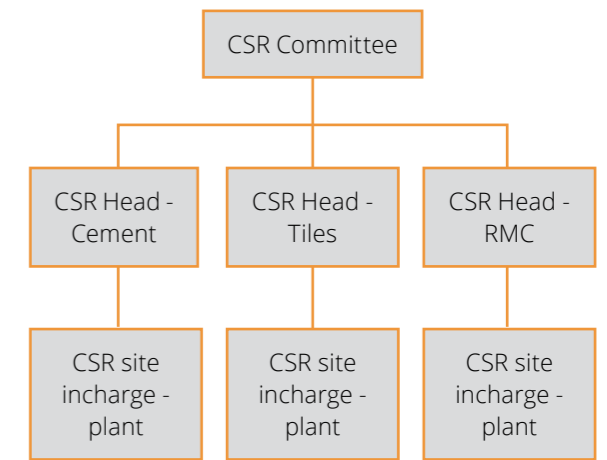 CSR Committee
CSR Head -
Cement
CSR Head -
Tiles
CSR Head -
RMC
CSR site
incharge -
plant
CSR site
incharge -
plant
CSR site
incharge -
plant